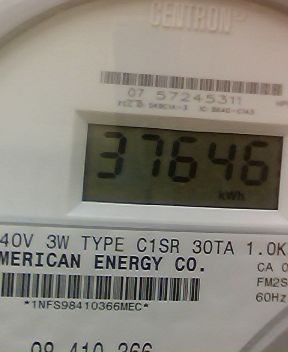 CENTRON
07 57245311
37646
kWh
40V 3W TYPE C1SR 30TA 1.0K
MERICAN ENERGY CO.
CA 0
FM2S
60Hz
*1NFS98410366MEC*
98 410 366